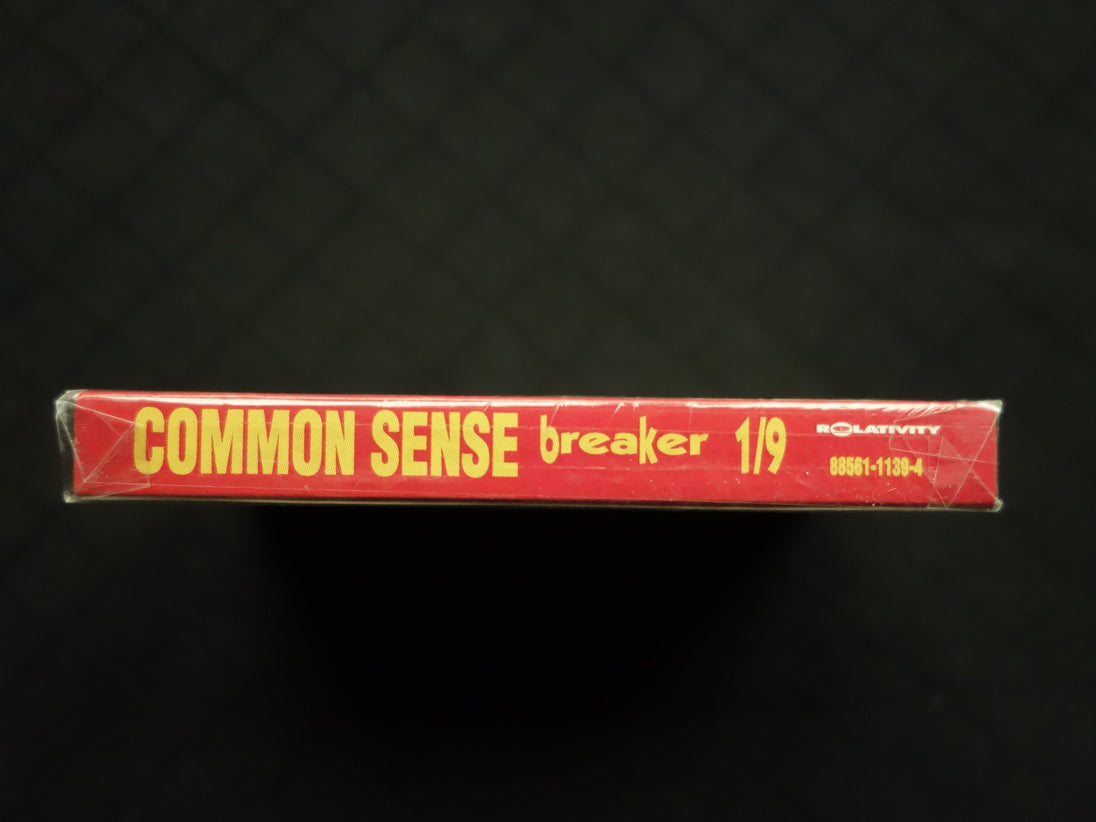 COMMON SENSE breaker 1/9
RELATIVITY
88561-1139-4